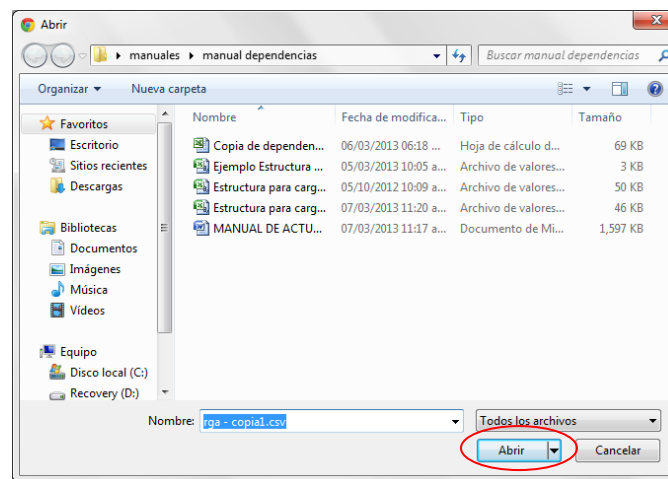 Abrir
manuales manual dependencias Buscar manual dependencias
Organizar Nueva carpeta
Nombre Fecha de modifica... Tipo Tamaño
Favoritos
Escritorio
Sitios recientes
Descargas
Bibliotecas
Documentos
Imágenes
Música
Vídeos
Equipo
Disco local (C:)
Recovery (D:)
Copia de dependen... 06/03/2013 06:18 ... Hoja de cálculo d... 69 KB
Ejemplo Estructura ... 05/03/2013 10:05 a... Archivo de valores... 3 KB
Estructura para carg... 05/10/2012 10:09 a... Archivo de valores... 50 KB
Estructura para carg... 07/03/2013 11:20 a... Archivo de valores... 46 KB
MANUAL DE ACTU... 07/03/2013 11:17 a... Documento de Mi... 1,597 KB
Nombre: rga - copia1.csv Todos los archivos
Abrir Cancelar